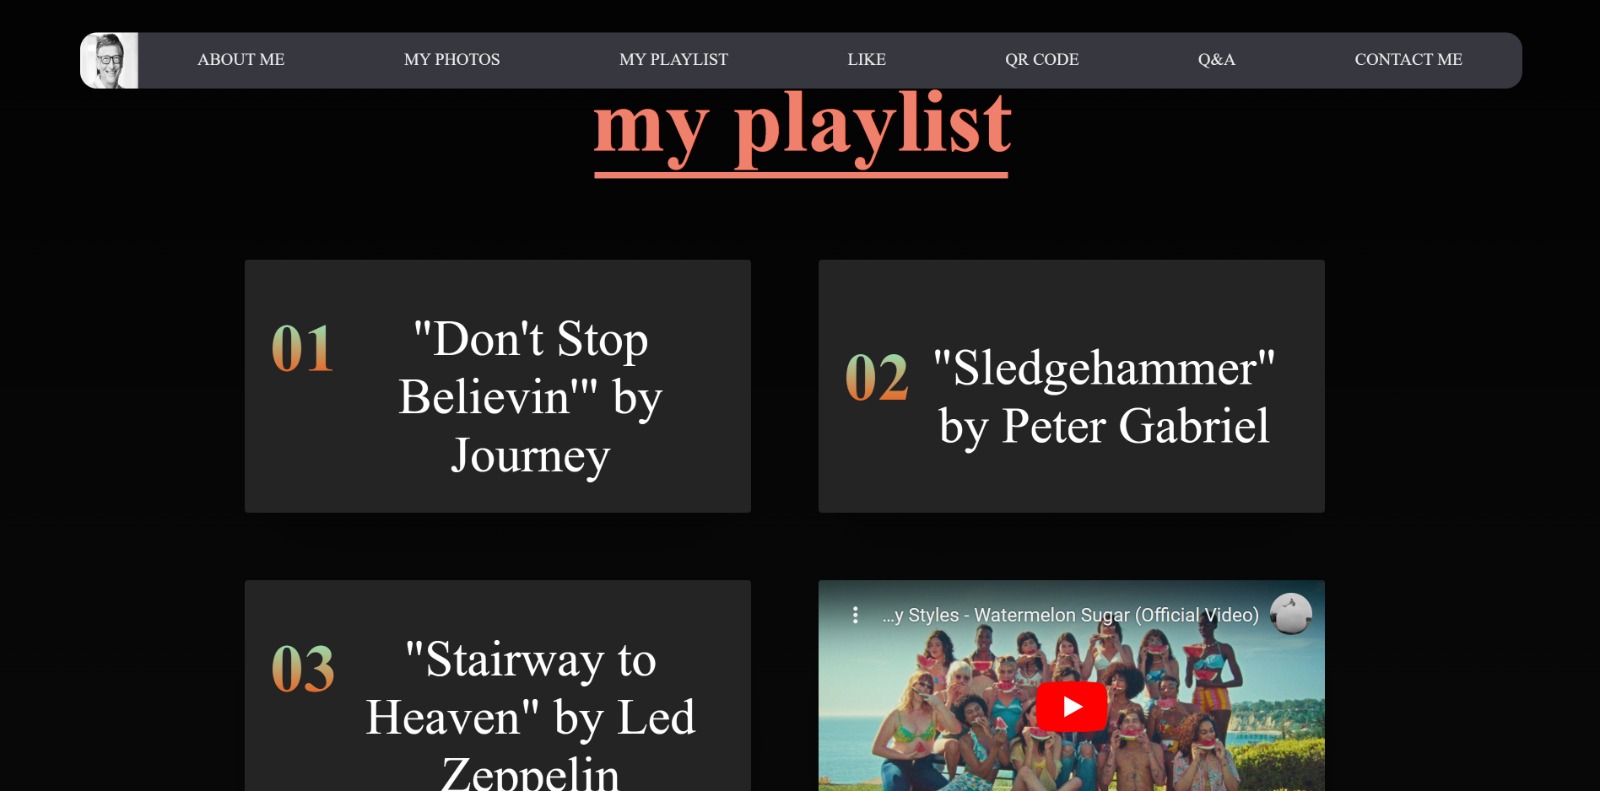 ABOUT ME MY PHOTOS MY PLAYLIST LIKE QR CODE Q&A CONTACT ME
my playlist
01
"Don't Stop
Believin'" by
Journey
02
"Sledgehammer"
by Peter Gabriel
03
"Stairway to
Heaven" by Led
Zeppelin
...y Styles - Watermelon Sugar (Official Video)